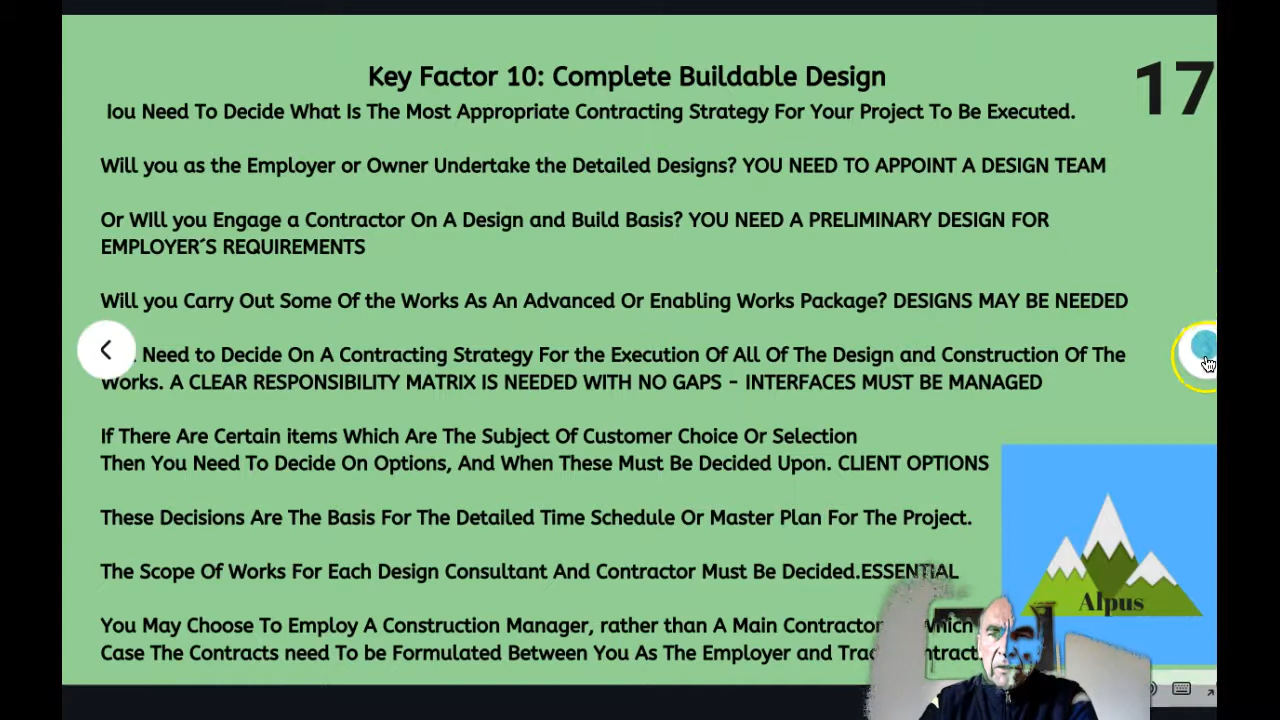 Key Factor 10: Complete Buildable Design
17
Iou Need To Decide What Is The Most Appropriate Contracting Strategy For Your Project To Be Executed.
Will you as the Employer or Owner Undertake the Detailed Designs? YOU NEED TO APPOINT A DESIGN TEAM
Or WIll you Engage a Contractor On A Design and Build Basis? YOU NEED A PRELIMINARY DESIGN FOR
EMPLOYER´S REQUIREMENTS
Will you Carry Out Some Of the Works As An Advanced Or Enabling Works Package? DESIGNS MAY BE NEEDED
Need to Decide On A Contracting Strategy For the Execution Of All Of The Design and Construction Of The
Works. A CLEAR RESPONSIBILITY MATRIX IS NEEDED WITH NO GAPS - INTERFACES MUST BE MANAGED
If There Are Certain items Which Are The Subject Of Customer Choice Or Selection
Then You Need To Decide On Options, And When These Must Be Decided Upon. CLIENT OPTIONS
These Decisions Are The Basis For The Detailed Time Schedule Or Master Plan For The Project.
The Scope Of Works For Each Design Consultant And Contractor Must Be Decided.ESSENTIAL
You May Choose To Employ A Construction Manager, rather than A Main Contractor Which
Case The Contracts need To be Formulated Between You As The Employer and
Alpus